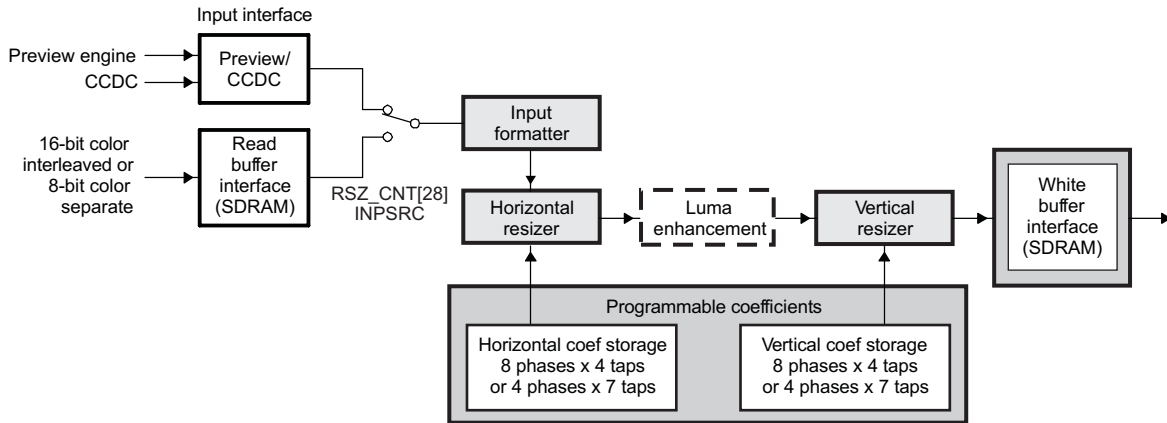 Input interface
Preview engine
CCDC
Preview/
CCDC
16-bit color
interleaved or
8-bit color
separate
Read
buffer
interface
(SDRAM)
RSZ_CNT[28]
INPSRC
Input
formatter
Horizontal
resizer
Luma
enhancement
Vertical
resizer
White
buffer
interface
(SDRAM)
Programmable coefficients
Horizontal coef storage
8 phases x 4 taps
or 4 phases x 7 taps
Vertical coef storage
8 phases x 4 taps
or 4 phases x 7 taps